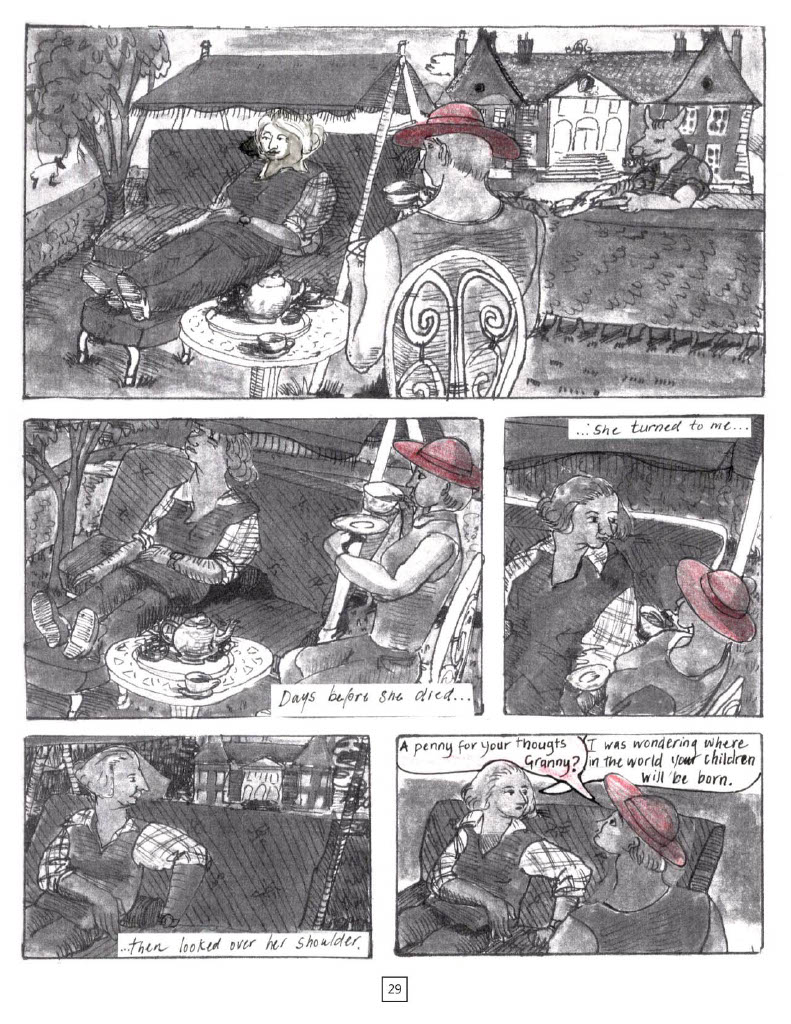 Days before she died...
...she turned to me...
...then looked over her shoulder.
A penny for your thougts
Granny?
I was wondering where
in the world your children
will be born.
29